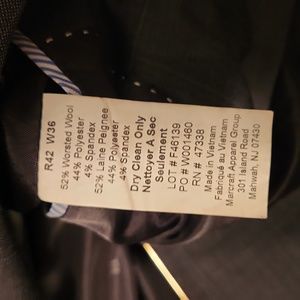 R42 W36
52% Worsted Wool
44% Polyester
4% Spandex
52% Laine Peignee
44% Polyester
4% Spandex
Dry Clean Only
Nettoyer A Sec
Seulement
LOT # F46139
PO # W001460
RN # 47338
Made in Vietnam
Fabriqué au Vietnam
Marcraft Apparel Group
301 Island Road
Mahwah, NJ 07430